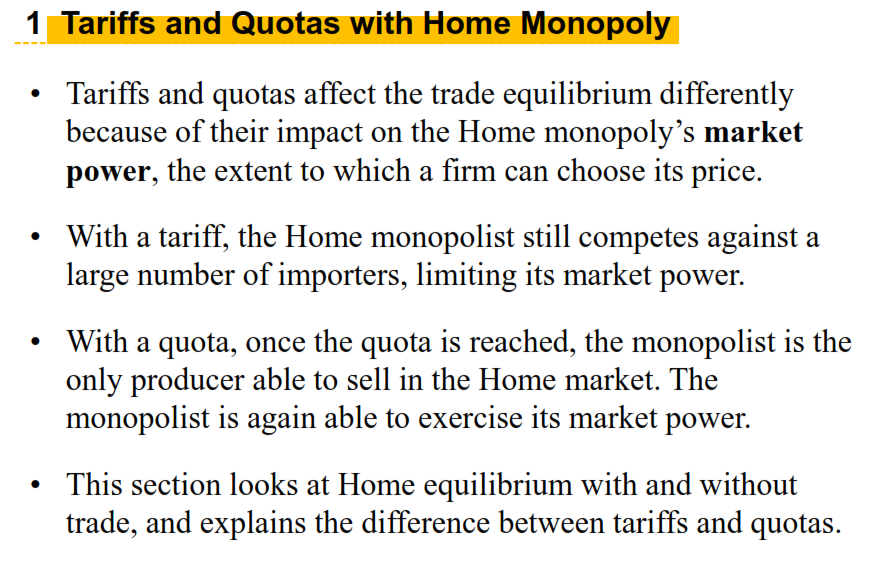 1 Tariffs and Quotas with Home Monopoly
• Tariffs and quotas affect the trade equilibrium differently
because of their impact on the Home monopoly's market
power, the extent to which a firm can choose its price.
• With a tariff, the Home monopolist still competes against a
large number of importers, limiting its market power.
• With a quota, once the quota is reached, the monopolist is the
only producer able to sell in the Home market. The
monopolist is again able to exercise its market power.
• This section looks at Home equilibrium with and without
trade, and explains the difference between tariffs and quotas.